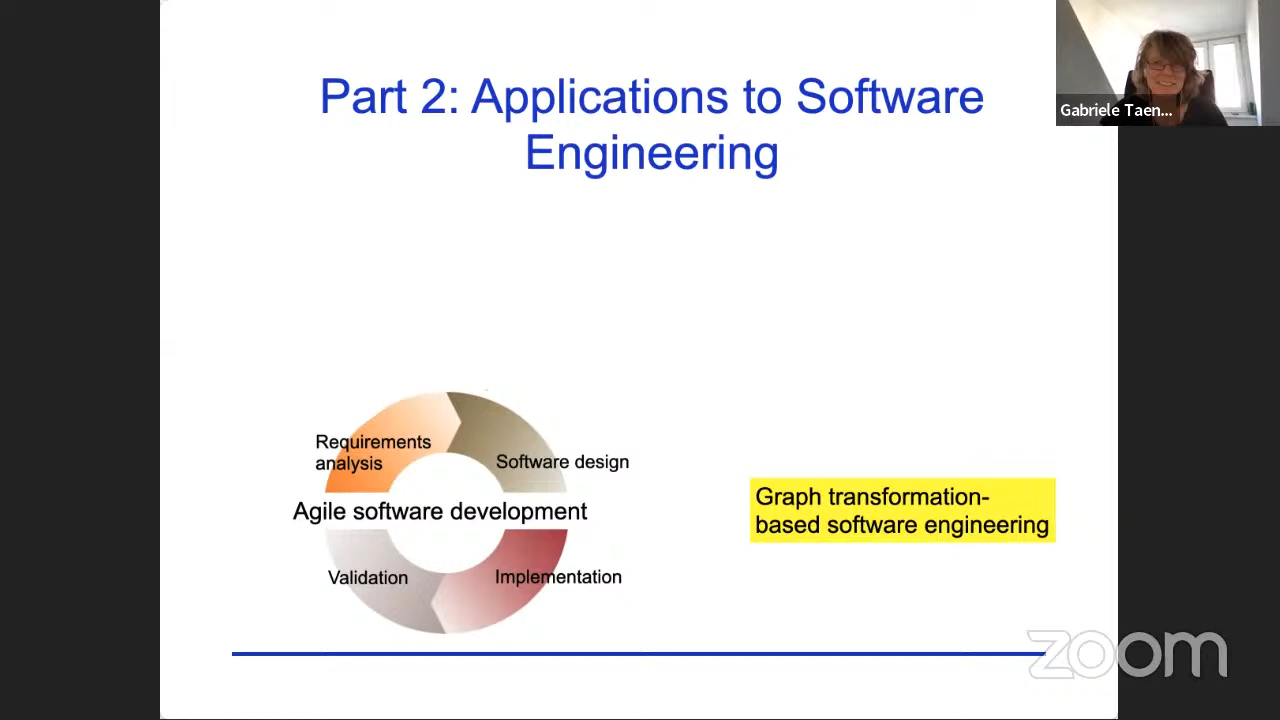 Part 2: Applications to Software
Engineering
Gabriele Taen...
Requirements
analysis
Software design
Agile software development
Validation
Implementation
Graph transformation-
based software engineering
zoom